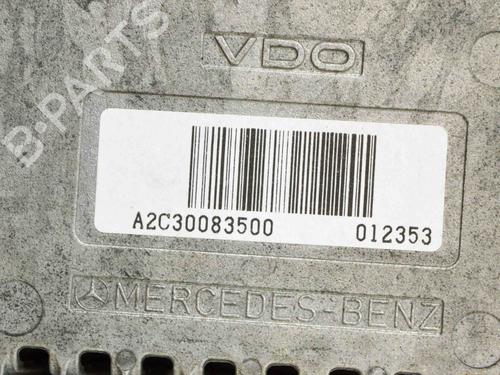 VDO
B-PARTS
A2C30083500 012353
MERCEDES-BENZ